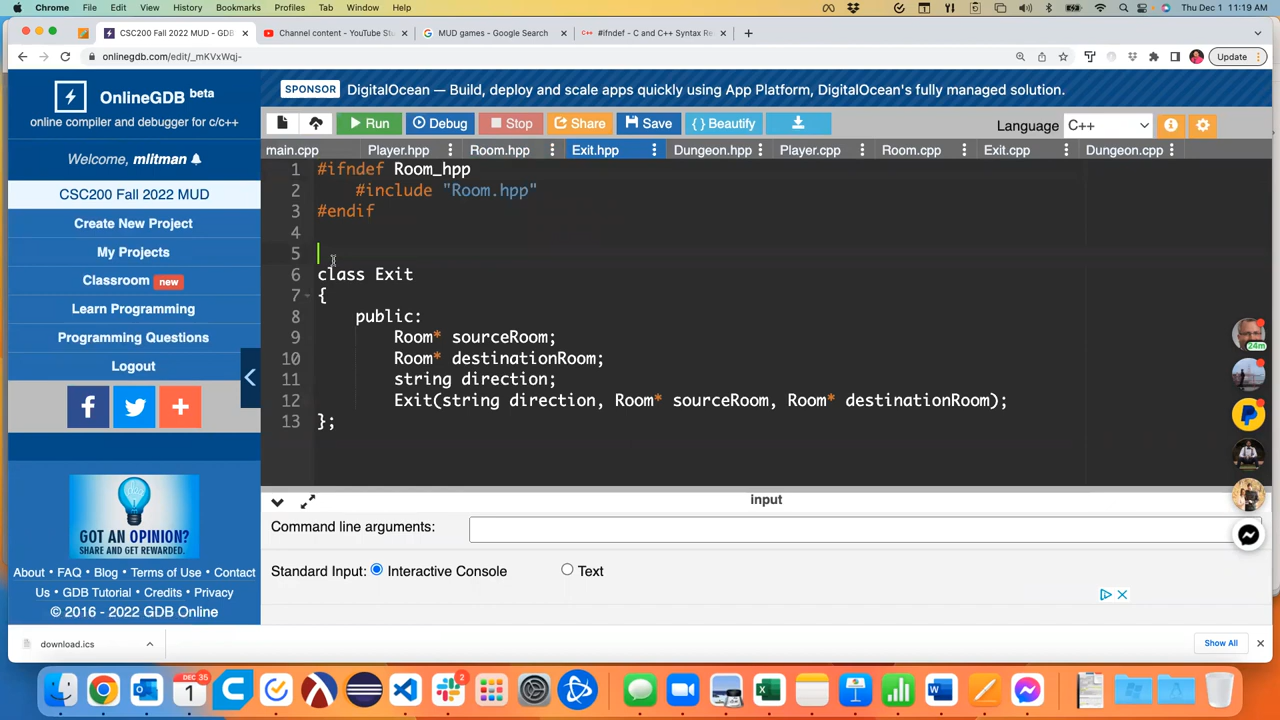 Chrome File Edit View History Bookmarks Profiles Tab Window Help Thu Dec 1 11:19 AM
CSC200 Fall 2022 MUD - GDB Channel content - YouTube Stu MUD games - Google Search #ifndef - C and C++ Syntax Re
onlinegdb.com/edit/_mKVxWqj- Update
OnlineGDB beta
online compiler and debugger for c/c++
Welcome, mlitman
CSC200 Fall 2022 MUD
Create New Project
My Projects
Classroom new
Learn Programming
Programming Questions
Logout
GOT AN OPINION?
SHARE AND GET REWARDED.
About • FAQ • Blog • Terms of Use • Contact
Us • GDB Tutorial • Credits • Privacy
© 2016 - 2022 GDB Online
SPONSOR DigitalOcean — Build, deploy and scale apps quickly using App Platform, DigitalOcean's fully managed solution.
Run Debug Stop Share Save { } Beautify Language C++
main.cpp Player.hpp Room.hpp Exit.hpp Dungeon.hpp Player.cpp Room.cpp Exit.cpp Dungeon.cpp
1 #ifndef Room_hpp
2 #include "Room.hpp"
3 #endif
4
5
6 class Exit
7 {
8 public:
9 Room* sourceRoom;
10 Room* destinationRoom;
11 string direction;
12 Exit(string direction, Room* sourceRoom, Room* destinationRoom);
13 };
24m
input
Command line arguments:
Standard Input: Interactive Console Text
download.ics Show All
DEC 35
1
2